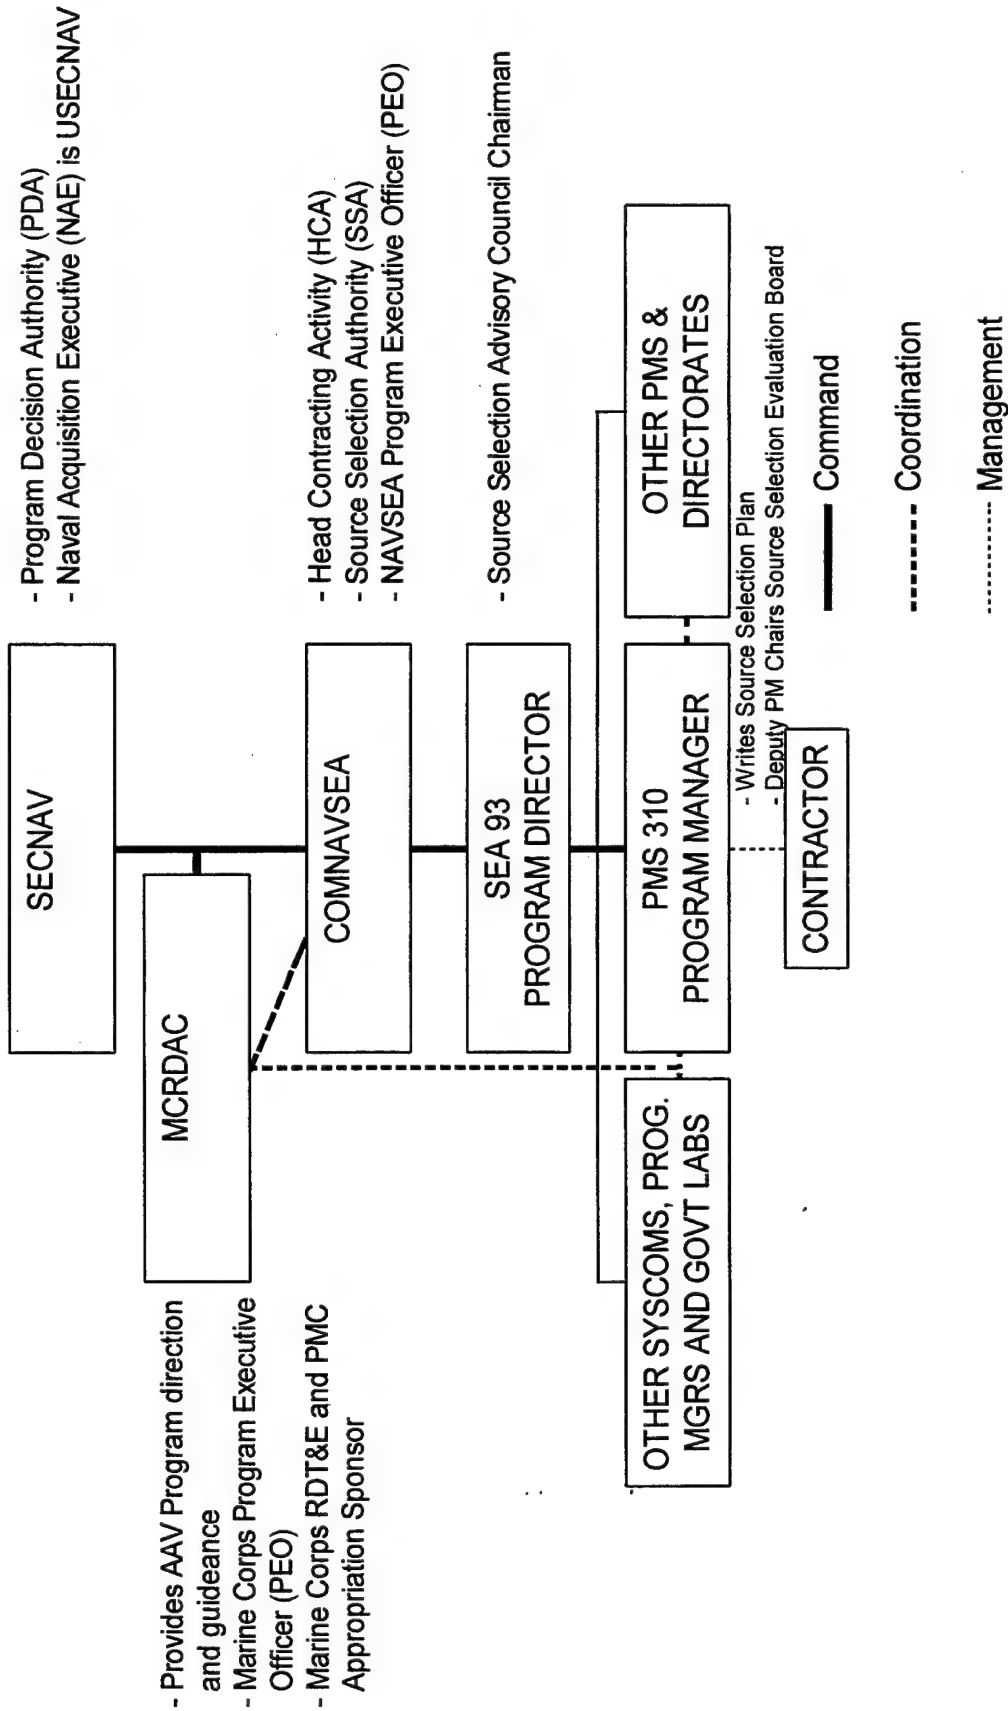 SECNAV
- Program Decision Authority (PDA)
- Naval Acquisition Executive (NAE) is USECNAV
- Provides AAV Program direction
and guideance
- Marine Corps Program Executive
Officer (PEO)
- Marine Corps RDT&E and PMC
Appropriation Sponsor
MCRDAC
COMNAVSEA
- Head Contracting Activity (HCA)
- Source Selection Authority (SSA)
- NAVSEA Program Executive Officer (PEO)
SEA 93
PROGRAM DIRECTOR
- Source Selection Advisory Council Chairman
OTHER SYSCOMS, PROG.
MGRS AND GOVT LABS
PMS 310
PROGRAM MANAGER
OTHER PMS &
DIRECTORATES
- Writes Source Selection Plan
- Deputy PM Chairs Source Selection Evaluation Board
CONTRACTOR
Command
Coordination
Management